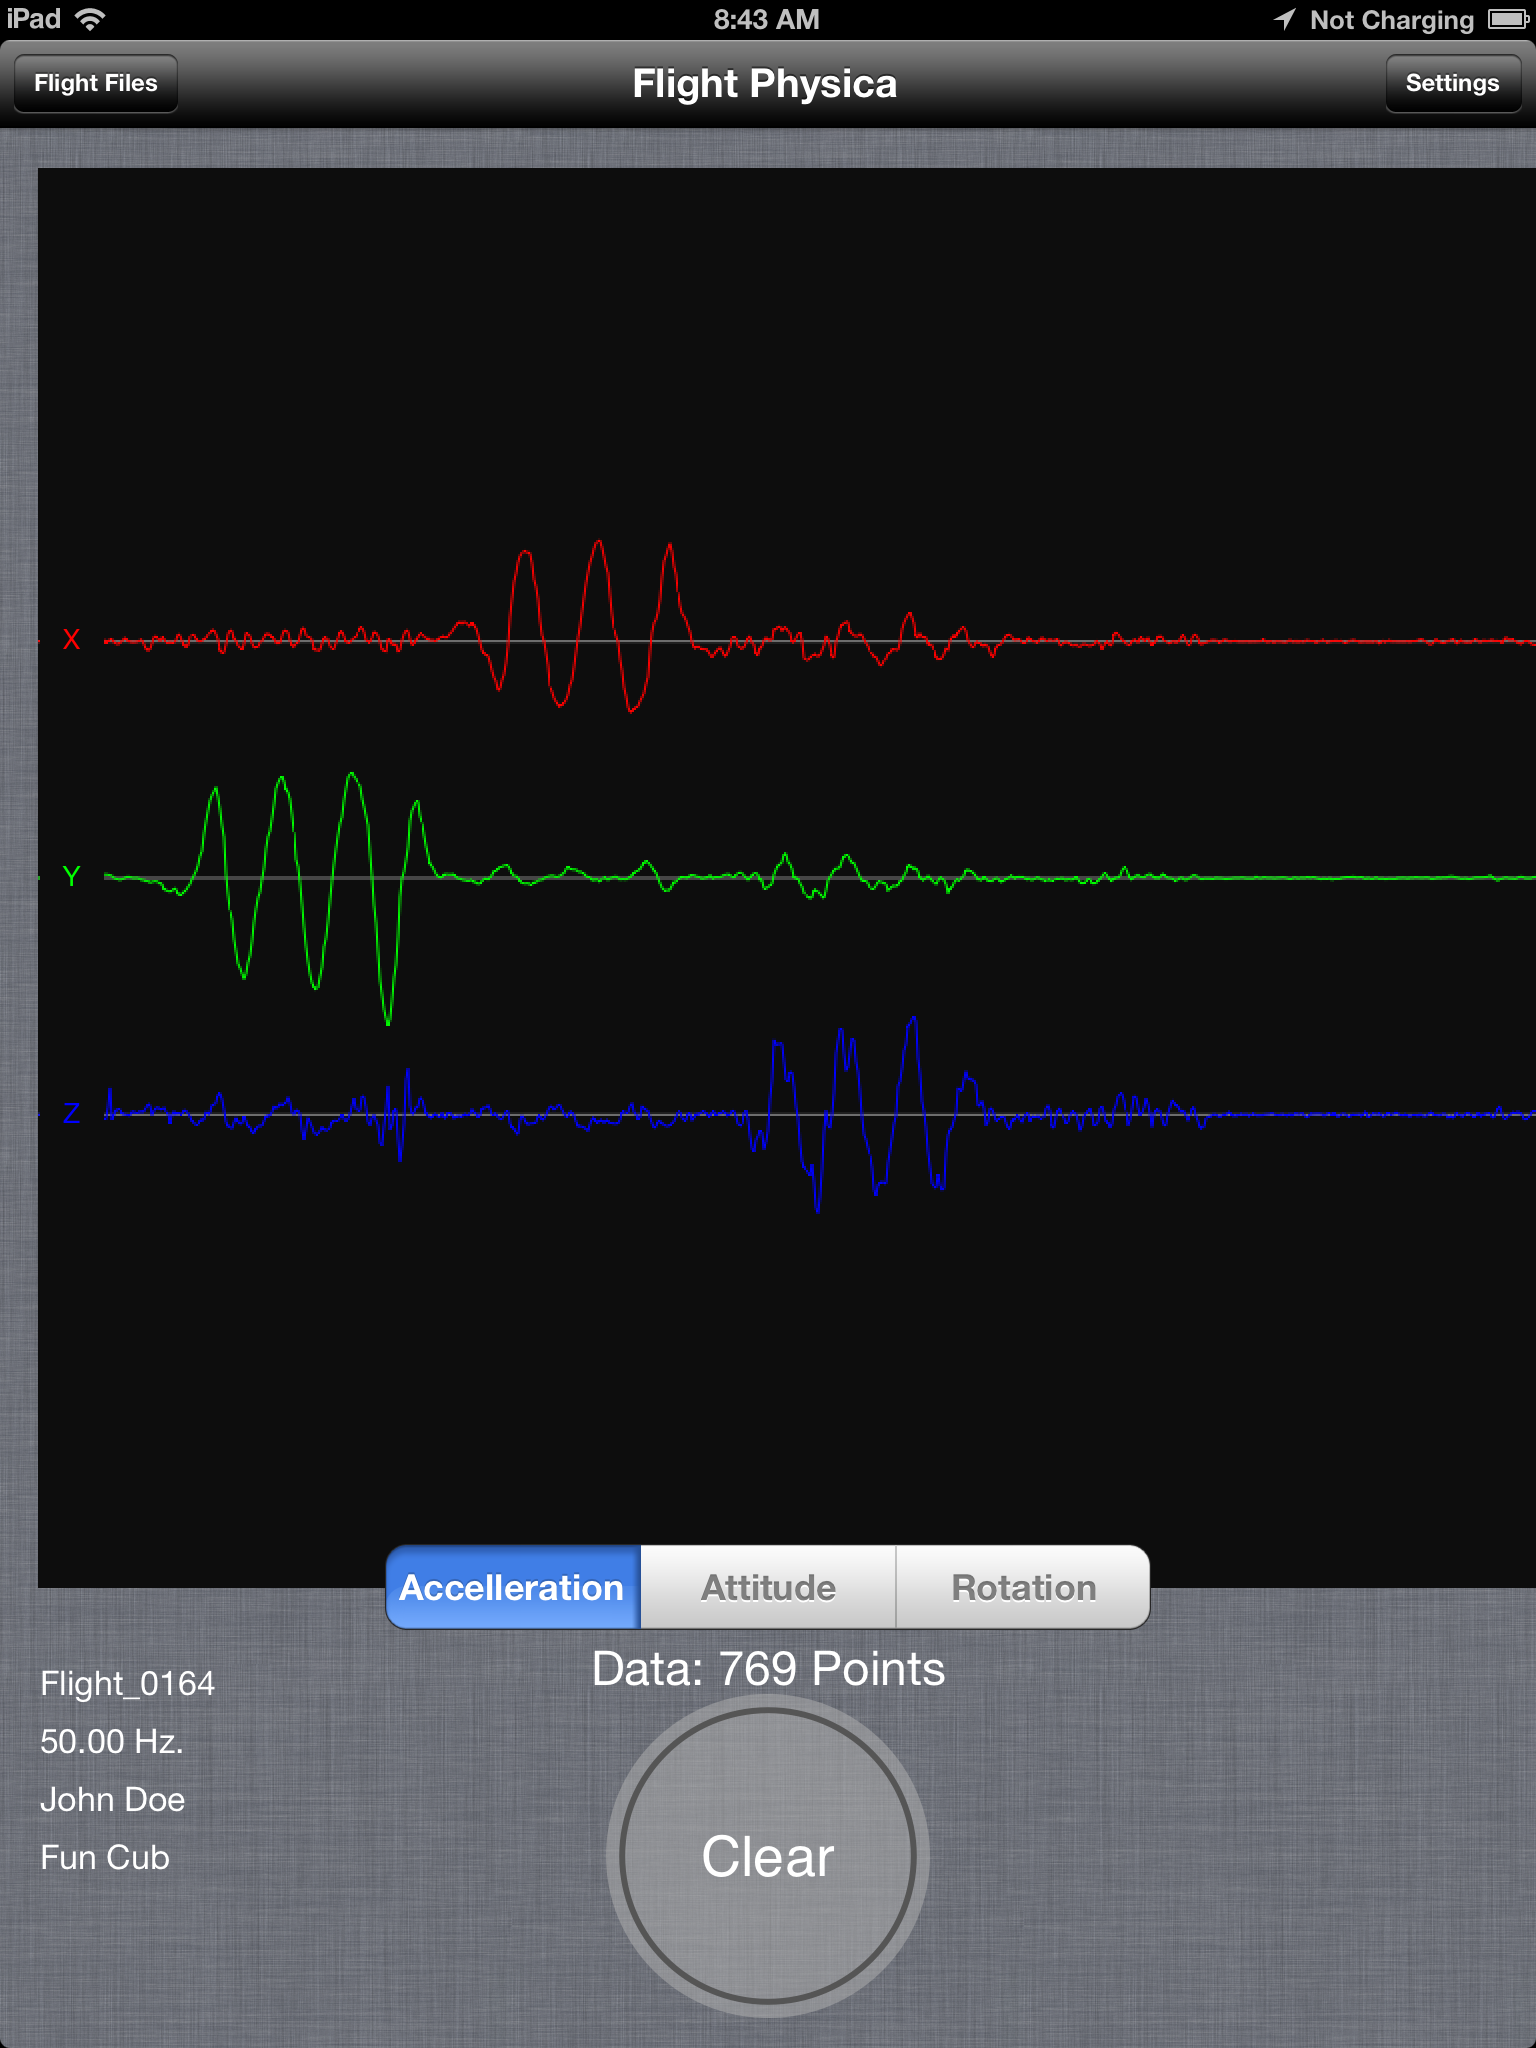 iPad 8:43 AM Not Charging
Flight Files Flight Physica Settings
X
Y
Z
Accelleration Attitude Rotation
Data: 769 Points
Flight_0164
50.00 Hz.
John Doe
Fun Cub
Clear